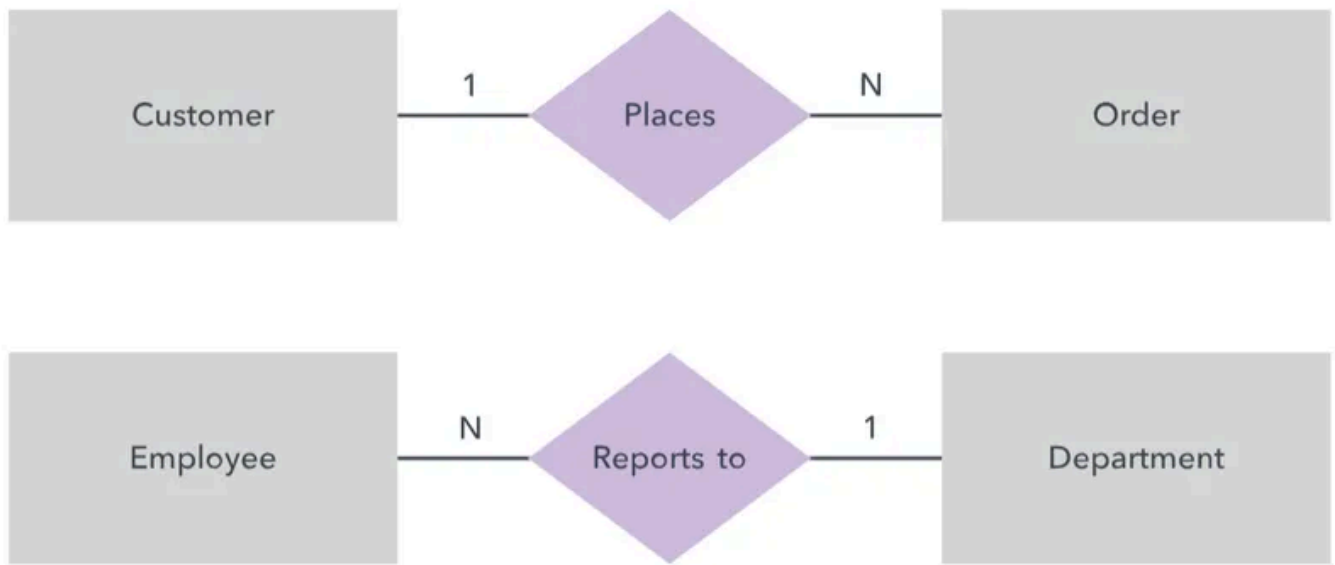 Customer
1
Places
N
Order
Employee
N
Reports to
1
Department